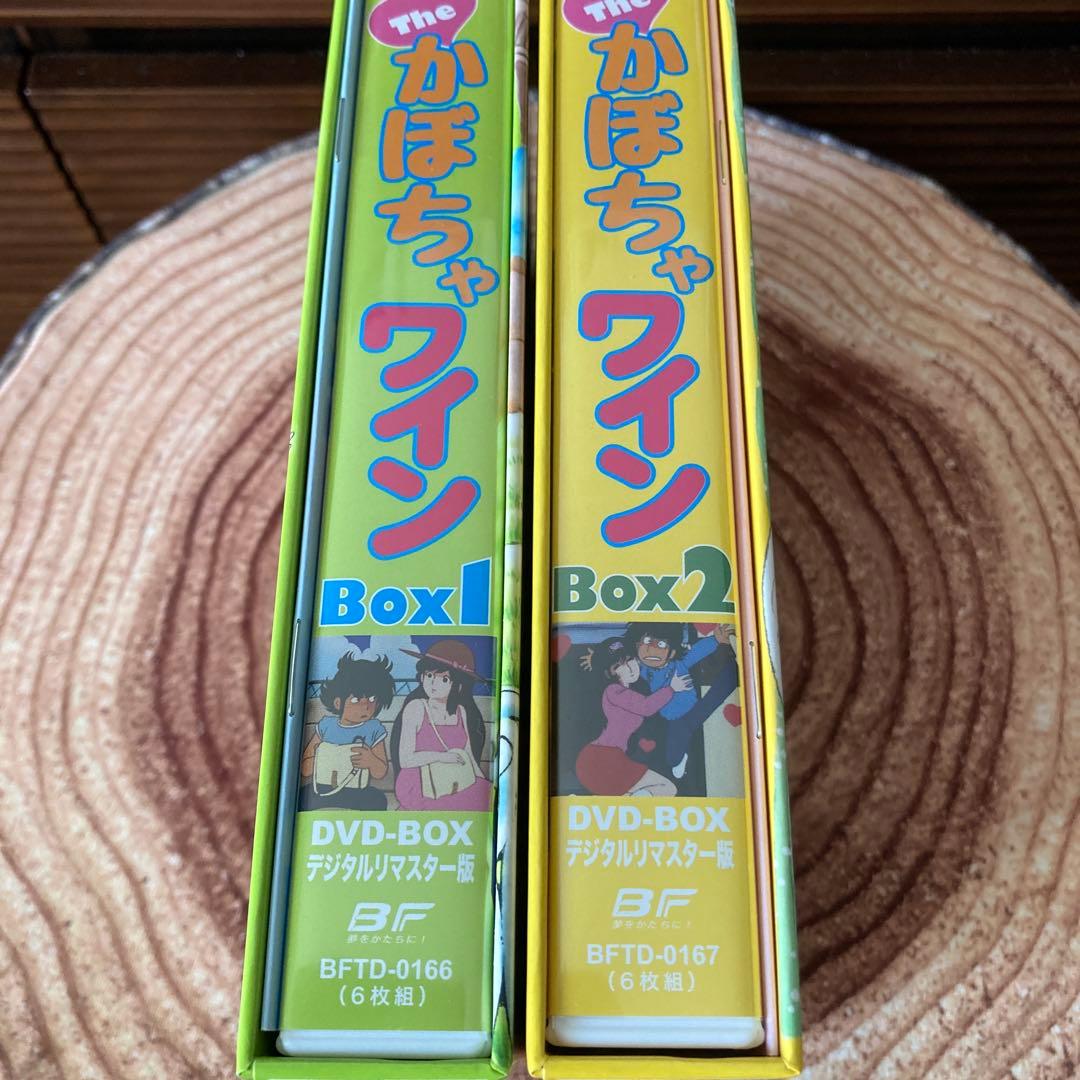 The
かぼちゃ
ワイン
Box1
DVD-BOX
デジタルリマスター版
BF
夢をかたちに!
BFTD-0166
(6枚組)
The
かぼちゃ
ワイン
Box2
DVD-BOX
デジタルリマスター版
BF
夢をかたちに!
BFTD-0167
(6枚組)